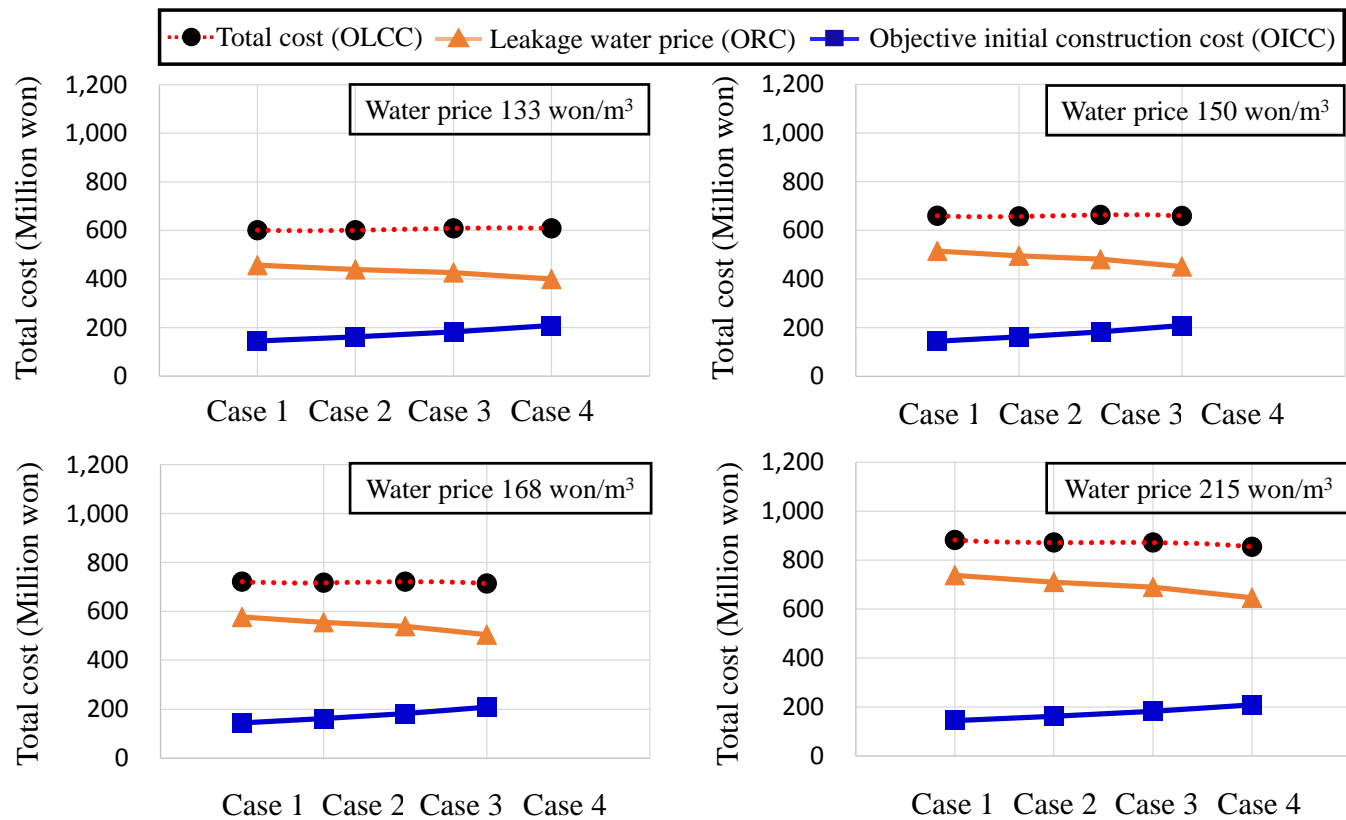 Total cost (OLCC) Leakage water price (ORC) Objective initial construction cost (OICC)
Total cost (Million won)
1,200
1,000
800
600
400
200
0
Water price 133 won/m³
Case 1 Case 2 Case 3 Case 4
Total cost (Million won)
1,200
1,000
800
600
400
200
0
Water price 150 won/m³
Case 1 Case 2 Case 3 Case 4
Total cost (Million won)
1,200
1,000
800
600
400
200
0
Water price 168 won/m³
Case 1 Case 2 Case 3 Case 4
Total cost (Million won)
1,200
1,000
800
600
400
200
0
Water price 215 won/m³
Case 1 Case 2 Case 3 Case 4